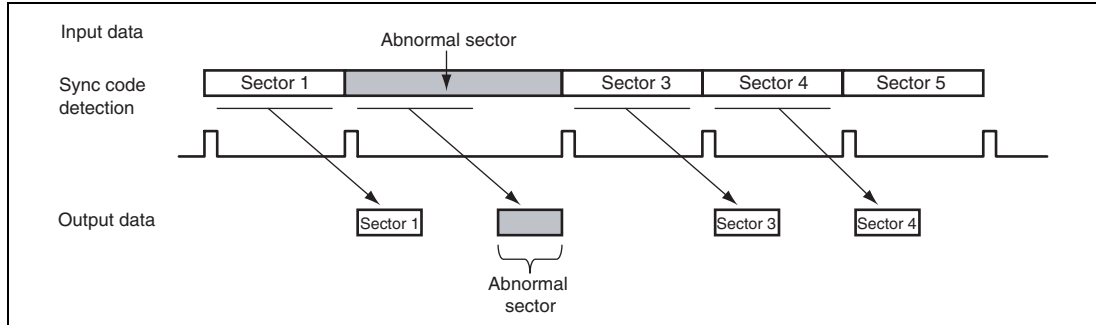 Input data
Abnormal sector
Sync code
detection
Sector 1
Sector 3
Sector 4
Sector 5
Output data
Sector 1
Sector 3
Sector 4
Abnormal
sector